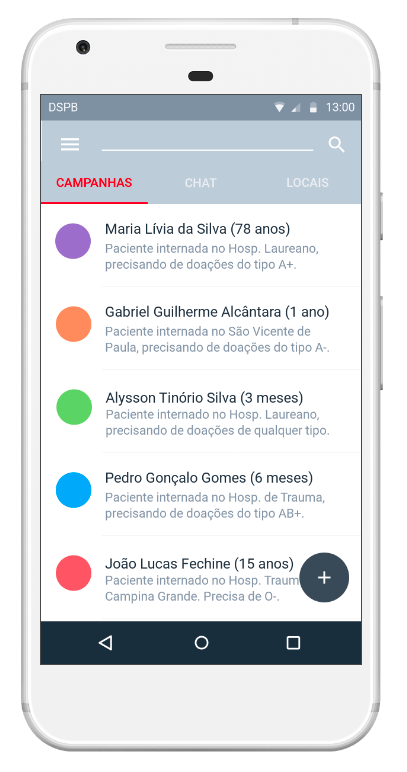 DSPB 13:00
CAMPANHAS CHAT LOCAIS
Maria Lívia da Silva (78 anos)
Paciente internada no Hosp. Laureano,
precisando de doações do tipo A+.
Gabriel Guilherme Alcântara (1 ano)
Paciente internada no São Vicente de
Paula, precisando de doações do tipo A-.
Alysson Tinório Silva (3 meses)
Paciente internado no Hosp. Laureano,
precisando de doações de qualquer tipo.
Pedro Gonçalo Gomes (6 meses)
Paciente internada no Hosp. de Trauma,
precisando de doações do tipo AB+.
João Lucas Fechine (15 anos)
Paciente internado no Hosp. Traum
Campina Grande. Precisa de O-.